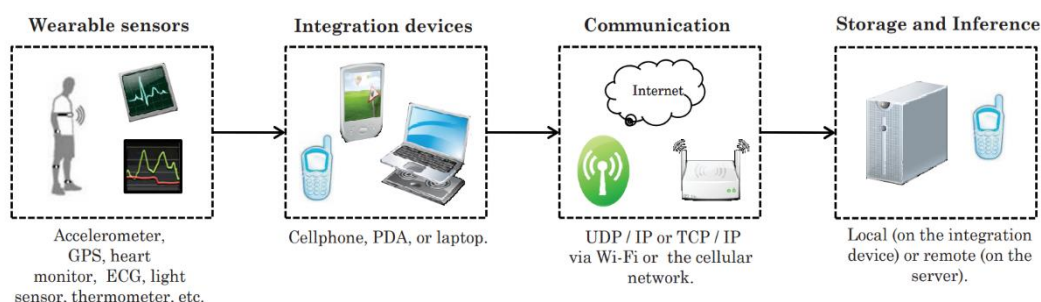 Wearable sensors
Integration devices
Communication
Storage and Inference
Internet
Accelerometer,
GPS, heart
monitor, ECG, light
sensor, thermometer, etc.
Cellphone, PDA, or laptop.
UDP / IP or TCP / IP
via Wi-Fi or the cellular
network.
Local (on the integration
device) or remote (on the
server).